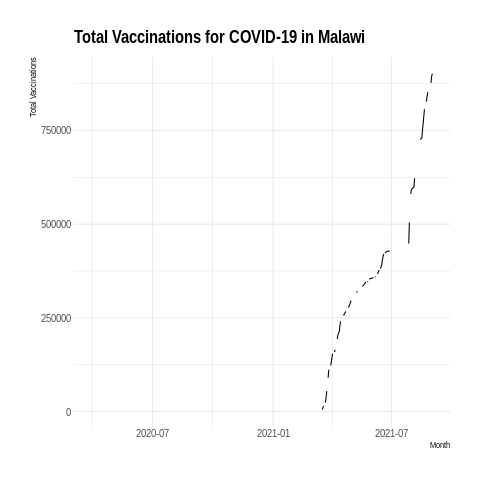 Total Vaccinations for COVID-19 in Malawi
Total Vaccinations
750000
500000
250000
0
2020-07
2021-01
2021-07
Month